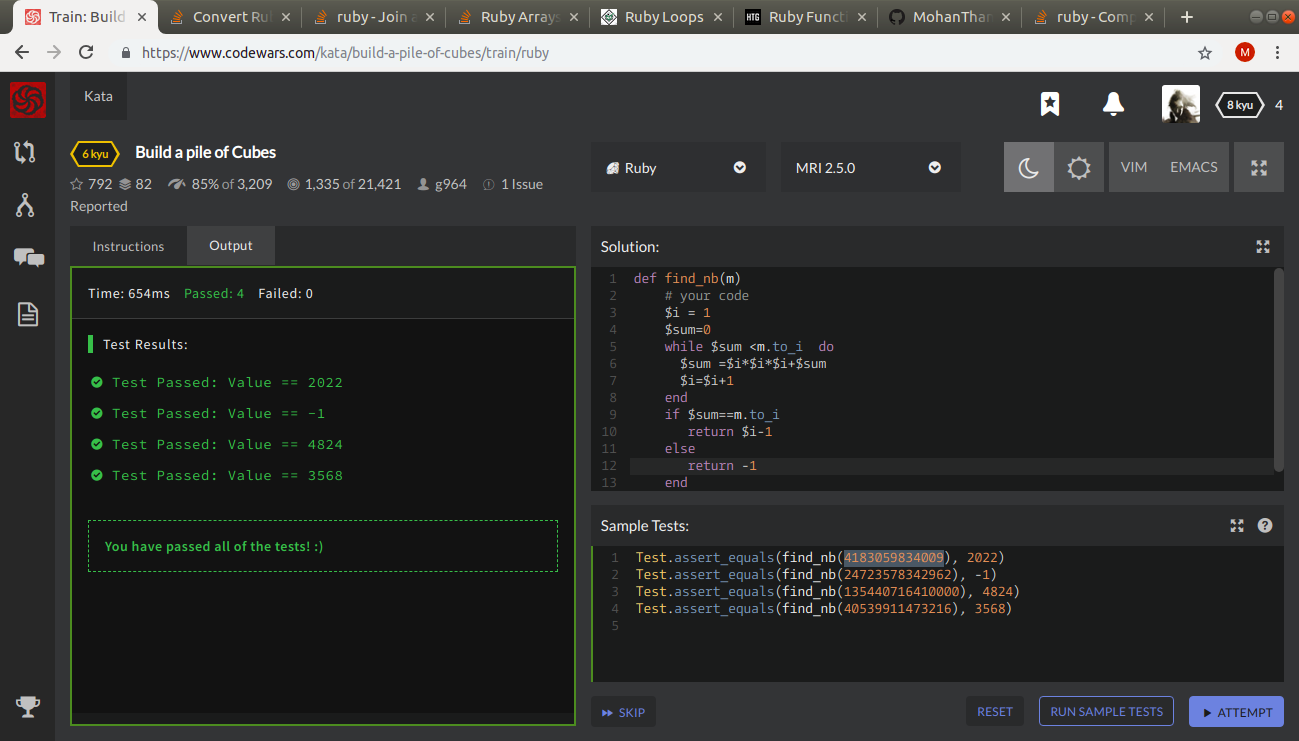 Train: Build
Convert Rul
ruby - Join a
Ruby Arrays
Ruby Loops
HTG
Ruby Functi
MohanThar
ruby - Comp
https://www.codewars.com/kata/build-a-pile-of-cubes/train/ruby
M
Kata
8 kyu
4
6 kyu
Build a pile of Cubes
792
82
85% of 3,209
1,335 of 21,421
g964
1 Issue
Reported
Ruby
MRI 2.5.0
VIM
EMACS
Instructions
Output
Time: 654ms Passed: 4 Failed: 0
Test Results:
Test Passed: Value == 2022
Test Passed: Value == -1
Test Passed: Value == 4824
Test Passed: Value == 3568
You have passed all of the tests! :)
Solution:
1 def find_nb(m)
2 # your code
3 $i = 1
4 $sum=0
5 while $sum <m.to_i  do
6 $sum =$i*$i*$i+$sum
7 $i=$i+1
8 end
9 if $sum==m.to_i
10 return $i-1
11 else
12 return -1
13 end
Sample Tests:
?
1 Test.assert_equals(find_nb(4183059834009), 2022)
2 Test.assert_equals(find_nb(24723578342962), -1)
3 Test.assert_equals(find_nb(135440716410000), 4824)
4 Test.assert_equals(find_nb(40539911473216), 3568)
5
SKIP
RESET
RUN SAMPLE TESTS
ATTEMPT